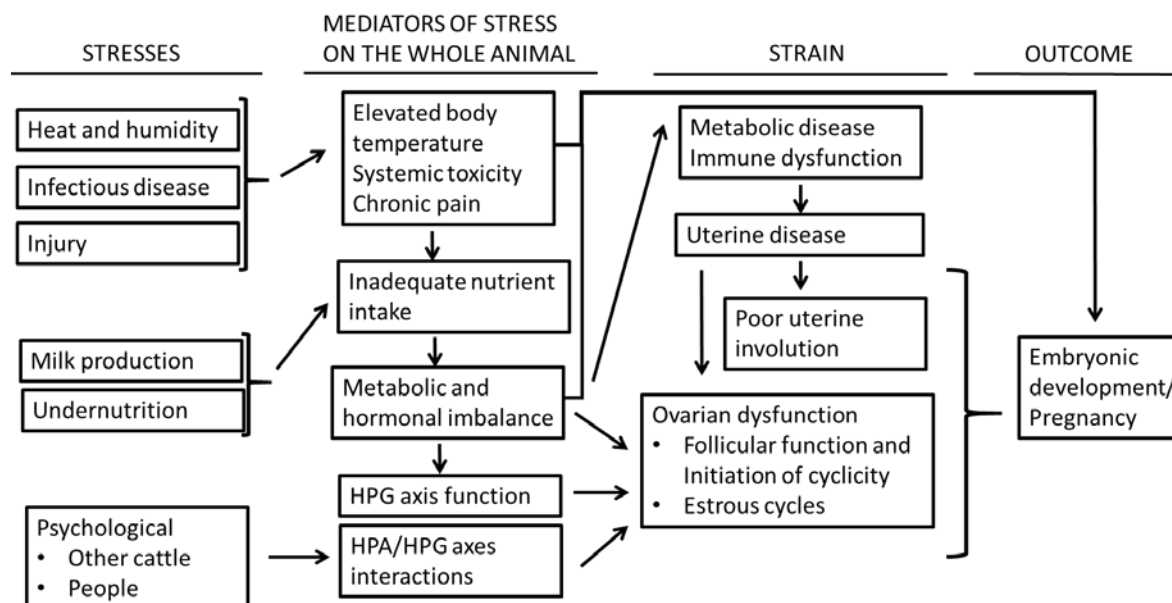 STRESSES
MEDIATORS OF STRESS
ON THE WHOLE ANIMAL
STRAIN
OUTCOME
Heat and humidity
Infectious disease
Injury
Milk production
Undernutrition
Psychological
• Other cattle
• People
Elevated body
temperature
Systemic toxicity
Chronic pain
Inadequate nutrient
intake
Metabolic and
hormonal imbalance
HPG axis function
HPA/HPG axes
interactions
Metabolic disease
Immune dysfunction
Uterine disease
Poor uterine
involution
Ovarian dysfunction
• Follicular function and
Initiation of cyclicity
• Estrous cycles
Embryonic
development/
Pregnancy